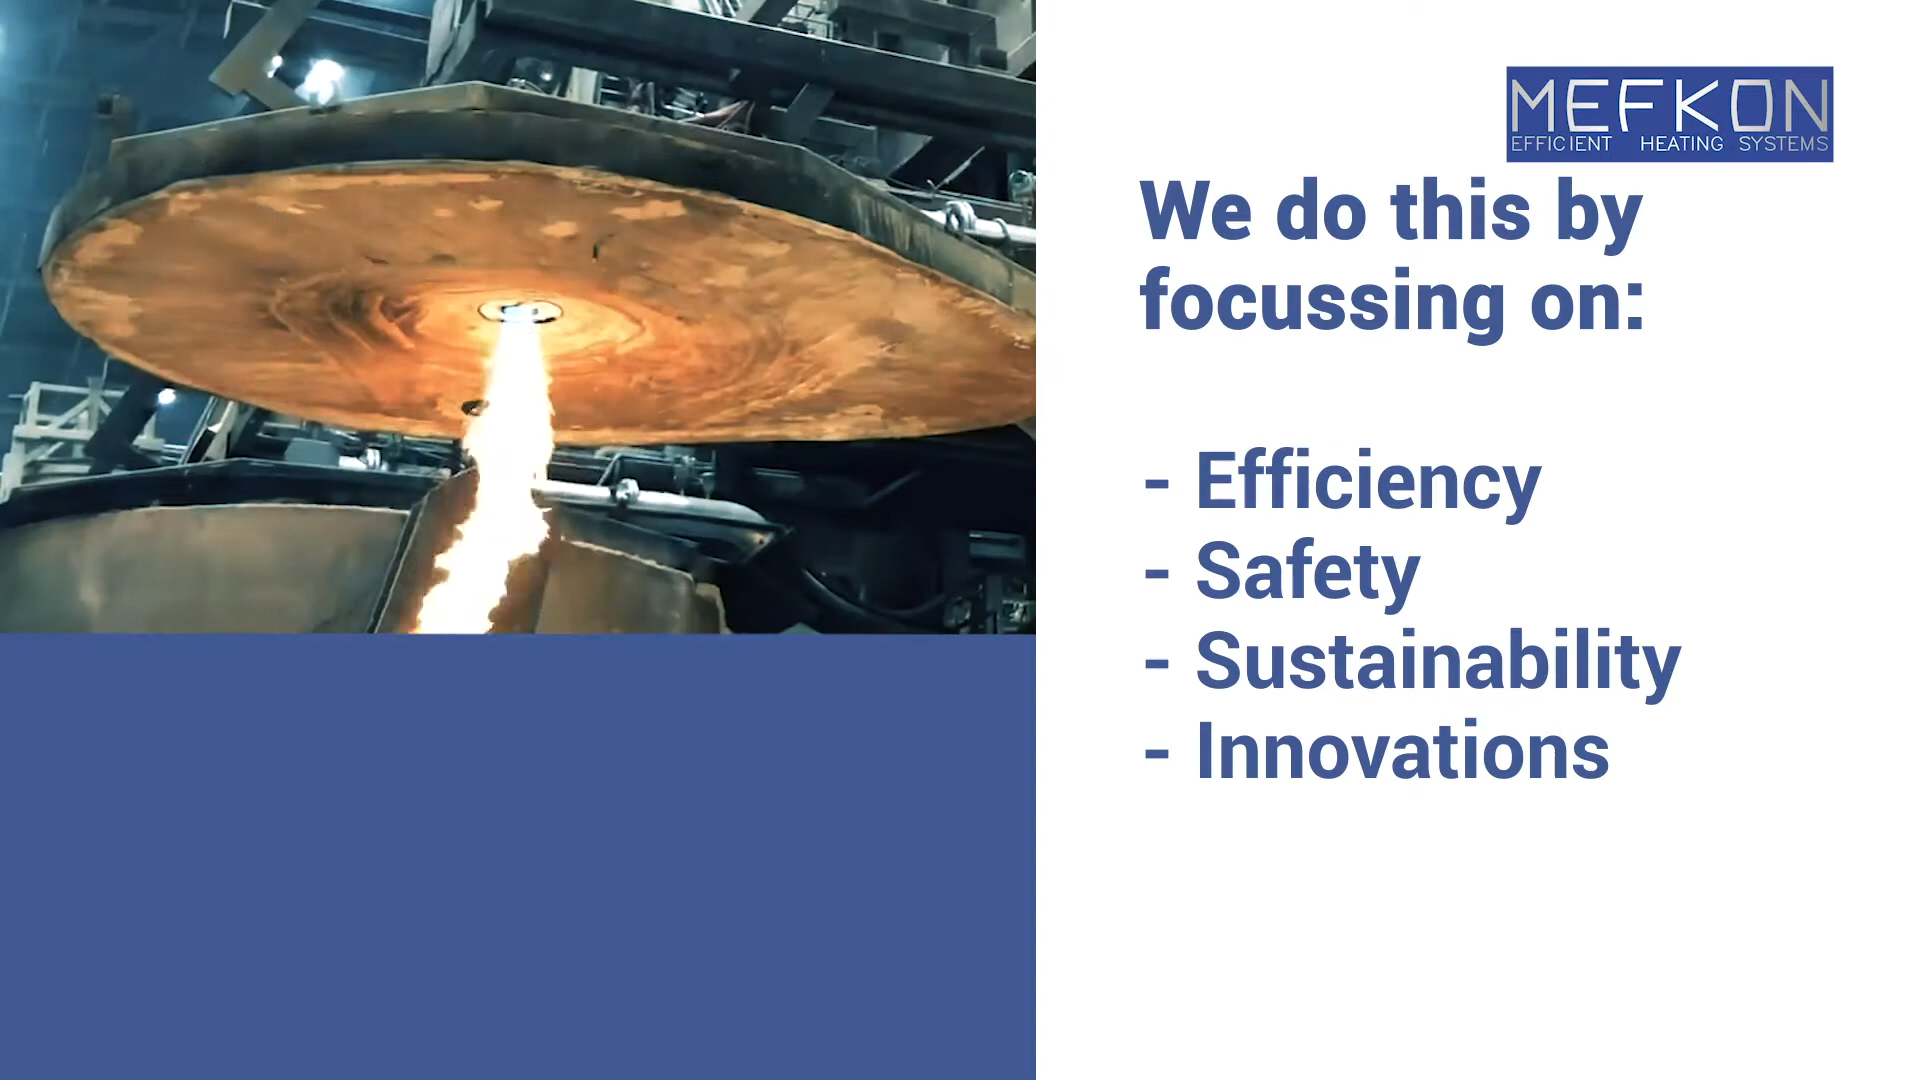 MEFKON
EFFICIENT HEATING SYSTEMS
We do this by
focussing on:
- Efficiency
- Safety
- Sustainability
- Innovations